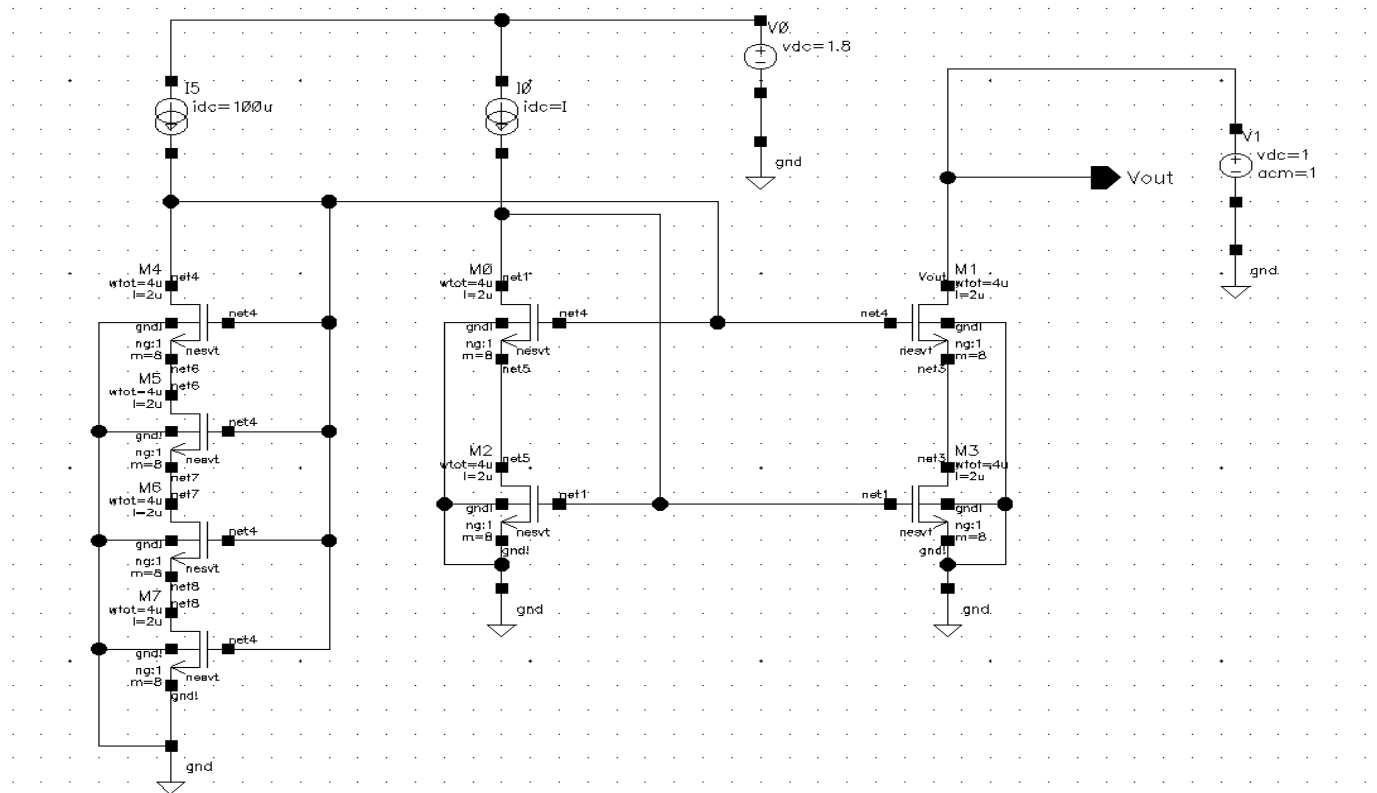 VØ
vdc=1.8
gnd
I5
idc=100u
IØ
idc=I
V1
vdc=1
acm=1
gnd
Vout
M4
wtot=4u
l=2u
net4
gnd!
net4
ng:1
m=8
nesvt
net6
M5
wtot=4u
l=2u
net6
gnd!
net4
ng:1
m=8
nesvt
net7
M6
wtot=4u
l=2u
net7
gnd!
net4
ng:1
m=8
nesvt
net8
M7
wtot=4u
l=2u
net8
gnd!
net4
ng:1
m=8
nesvt
gnd!
gnd
MØ
wtot=4u
l=2u
net1
gnd!
net4
ng:1
m=8
nesvt
net5
M2
wtot=4u
l=2u
net5
gnd!
net1
ng:1
m=8
nesvt
gnd!
gnd
Vout
M1
wtot=4u
l=2u
net4
gnd!
nesvt
ng:1
m=8
net3
net3
M3
wtot=4u
l=2u
net1
gnd!
nesvt
ng:1
m=8
gnd!
gnd